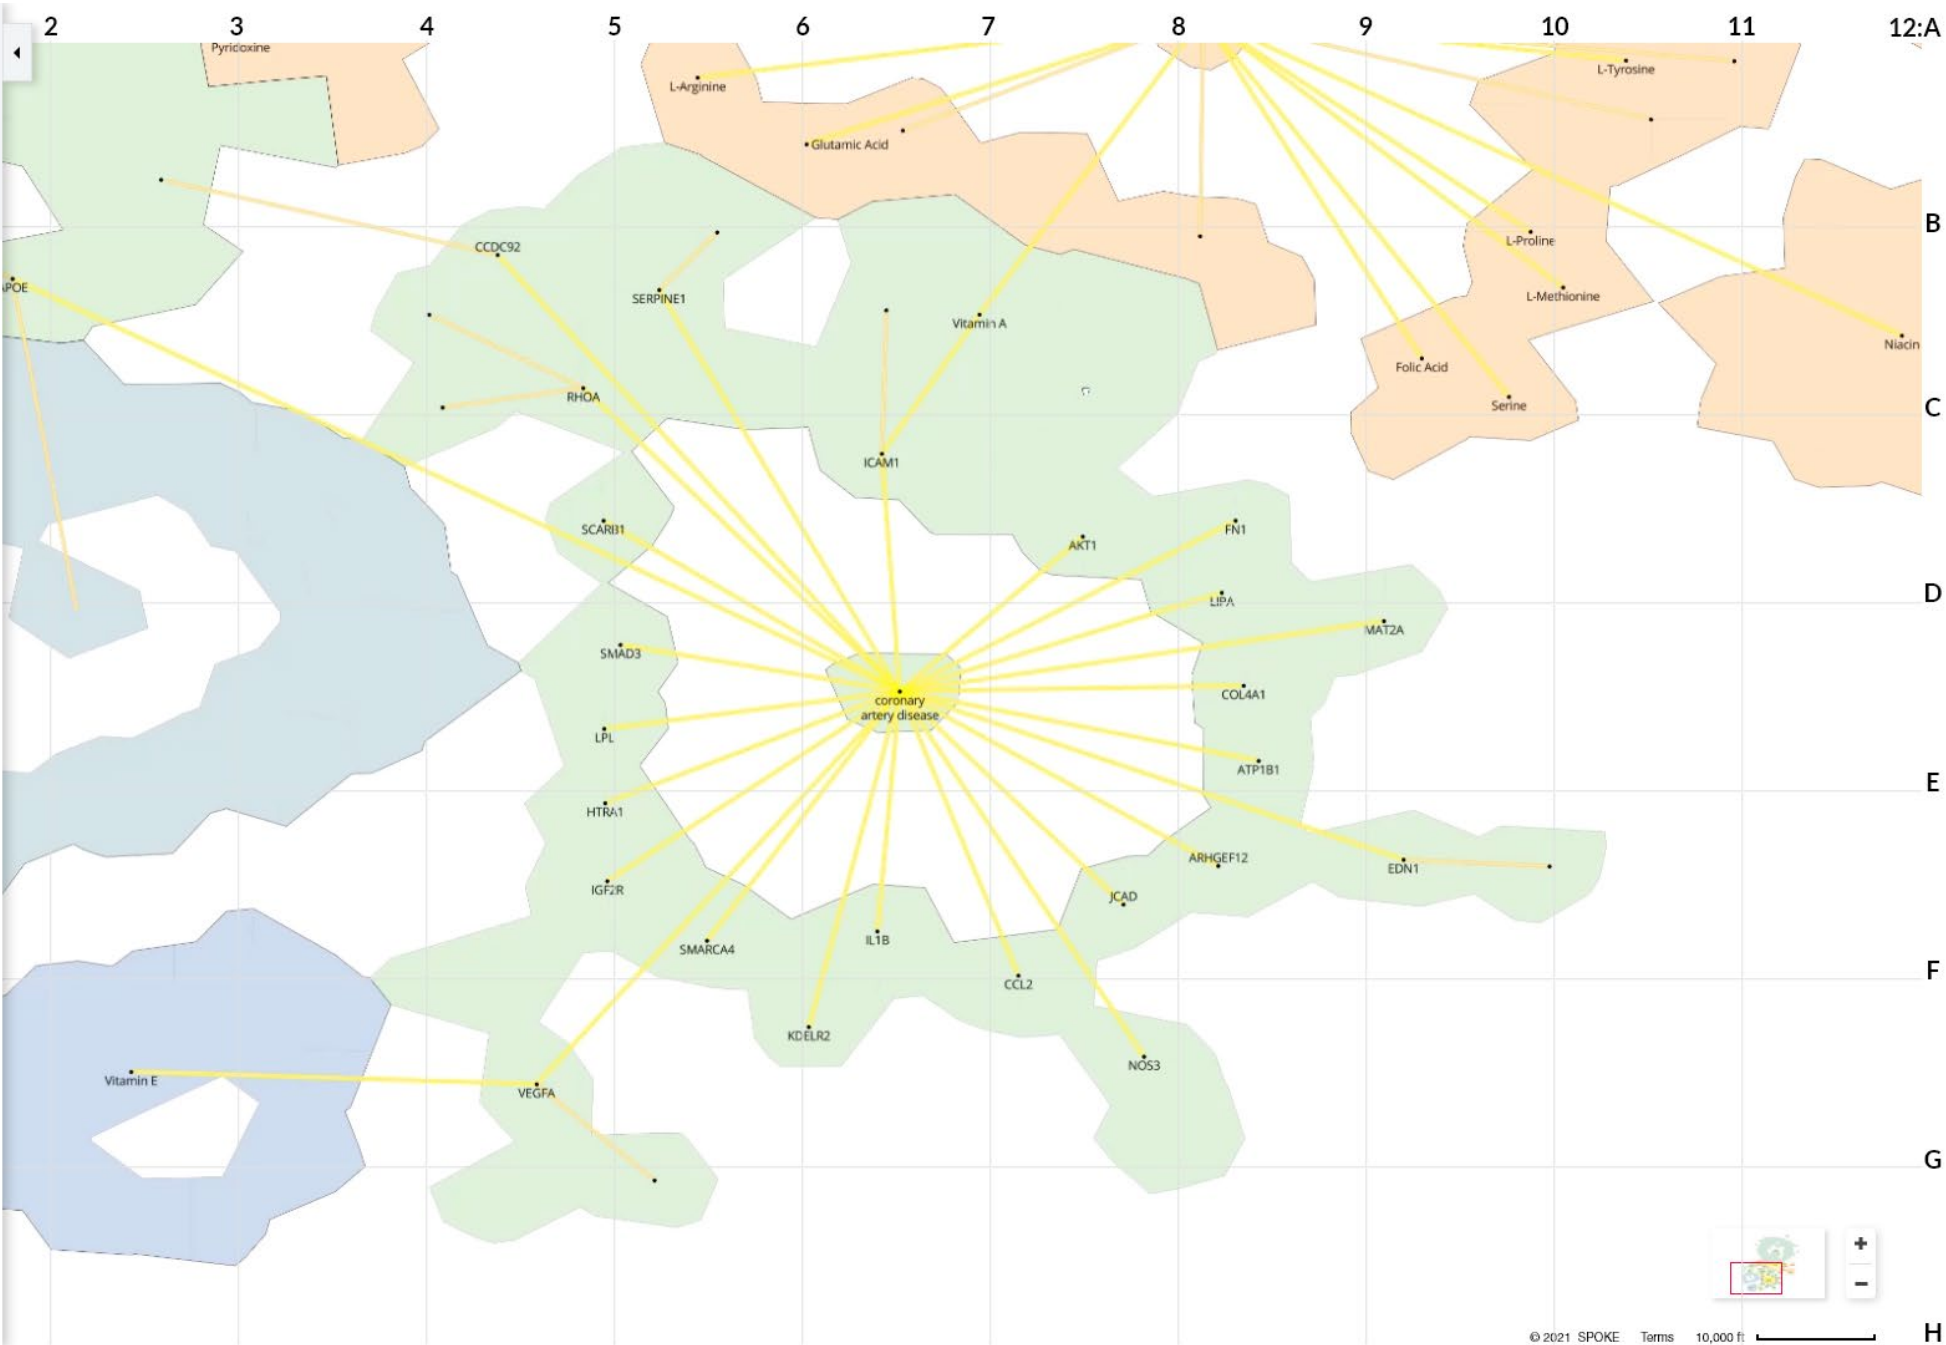 2 3 4 5 6 7 8 9 10 11 12:A
Pyridoxine
L-Tyrosine
L-Arginine
Glutamic Acid
B
L-Proline
CCDC92
APOE
SERPINE1
L-Methionine
Vitamin A
Niacin
Folic Acid
RHOA
Serine
C
ICAM1
SCARB1
FN1
AKT1
D
LIPA
MAT2A
SMAD3
COL4A1
coronary
artery disease
LPL
ATP1B1
E
HTRA1
ARHGEF12
EDN1
IGF2R
JCAD
IL1B
SMARCA4
F
CCL2
KDELR2
NOS3
Vitamin E
VEGFA
G
+
−
© 2021 SPOKE Terms 10,000 ft
H